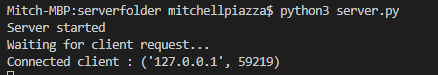 Mitch-MBP:serverfolder mitchellpiazza$ python3 server.py
Server started
Waiting for client request...
Connected client : ('127.0.0.1', 59219)